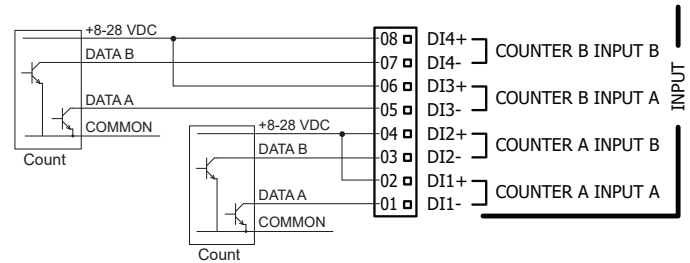 +8-28 VDC
08 DI4+
COUNTER B INPUT B
DATA B
07 DI4-
06 DI3+
COUNTER B INPUT A
DATA A
05 DI3-
COMMON
Count
+8-28 VDC
04 DI2+
COUNTER A INPUT B
DATA B
03 DI2-
02 DI1+
COUNTER A INPUT A
DATA A
01 DI1-
COMMON
Count
INPUT